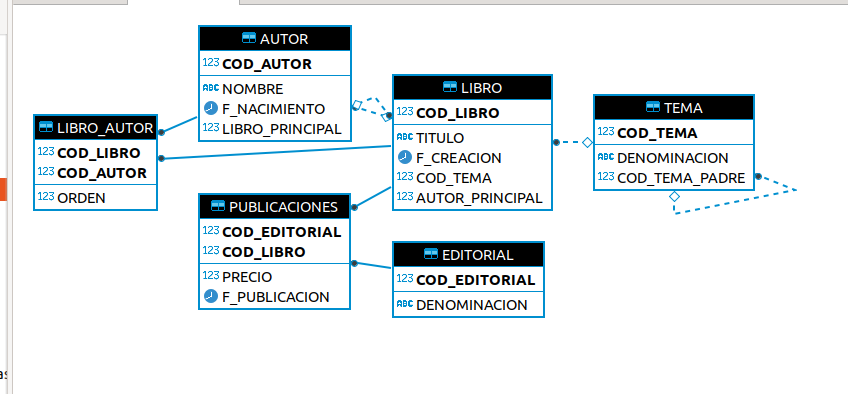 AUTOR
123 COD_AUTOR
ABC NOMBRE
F_NACIMIENTO
123 LIBRO_PRINCIPAL
LIBRO
123 COD_LIBRO
ABC TITULO
F_CREACION
123 COD_TEMA
123 AUTOR_PRINCIPAL
TEMA
123 COD_TEMA
ABC DENOMINACION
123 COD_TEMA_PADRE
LIBRO_AUTOR
123 COD_LIBRO
123 COD_AUTOR
123 ORDEN
PUBLICACIONES
123 COD_EDITORIAL
123 COD_LIBRO
123 PRECIO
F_PUBLICACION
EDITORIAL
123 COD_EDITORIAL
ABC DENOMINACION